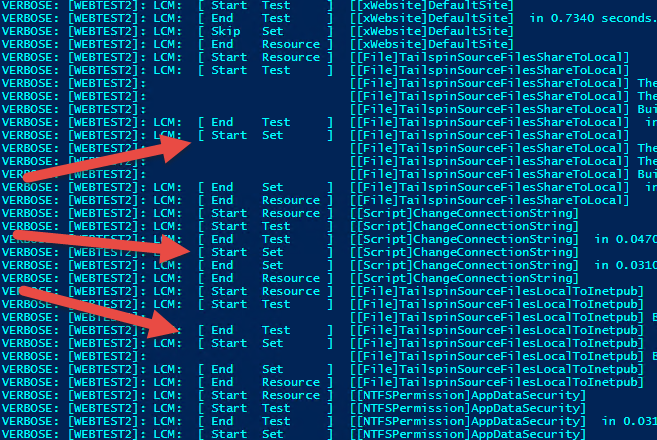 VERBOSE: [WEBTEST2]: LCM: [ Start Test ] [[xWebsite]DefaultSite]
VERBOSE: [WEBTEST2]: LCM: [ End Test ] [[xWebsite]DefaultSite] in 0.7340 seconds.
VERBOSE: [WEBTEST2]: LCM: [ Skip Set ] [[xWebsite]DefaultSite]
VERBOSE: [WEBTEST2]: LCM: [ End Resource ] [[xWebsite]DefaultSite]
VERBOSE: [WEBTEST2]: LCM: [ Start Resource ] [[File]TailspinSourceFilesShareToLocal]
VERBOSE: [WEBTEST2]: LCM: [ Start Test ] [[File]TailspinSourceFilesShareToLocal]
VERBOSE: [WEBTEST2]: [[File]TailspinSourceFilesShareToLocal] The
VERBOSE: [WEBTEST2]: [[File]TailspinSourceFilesShareToLocal] The
VERBOSE: [WEBTEST2]: [[File]TailspinSourceFilesShareToLocal] Bui
VERBOSE: [WEBTEST2]: LCM: [ End Test ] [[File]TailspinSourceFilesShareToLocal] in
VERBOSE: [WEBTEST2]: LCM: [ Start Set ] [[File]TailspinSourceFilesShareToLocal]
VERBOSE: [WEBTEST2]: [[File]TailspinSourceFilesShareToLocal] The
VERBOSE: [WEBTEST2]: [[File]TailspinSourceFilesShareToLocal] The
VERBOSE: [WEBTEST2]: [[File]TailspinSourceFilesShareToLocal] Bui
VERBOSE: [WEBTEST2]: LCM: [ End Set ] [[File]TailspinSourceFilesShareToLocal] in
VERBOSE: [WEBTEST2]: LCM: [ End Resource ] [[File]TailspinSourceFilesShareToLocal]
VERBOSE: [WEBTEST2]: LCM: [ Start Resource ] [[Script]ChangeConnectionString]
VERBOSE: [WEBTEST2]: LCM: [ Start Test ] [[Script]ChangeConnectionString]
VERBOSE: [WEBTEST2]: LCM: [ End Test ] [[Script]ChangeConnectionString] in 0.0470
VERBOSE: [WEBTEST2]: LCM: [ Start Set ] [[Script]ChangeConnectionString]
VERBOSE: [WEBTEST2]: LCM: [ End Set ] [[Script]ChangeConnectionString] in 0.0310
VERBOSE: [WEBTEST2]: LCM: [ End Resource ] [[Script]ChangeConnectionString]
VERBOSE: [WEBTEST2]: LCM: [ Start Resource ] [[File]TailspinSourceFilesLocalToInetpub]
VERBOSE: [WEBTEST2]: LCM: [ Start Test ] [[File]TailspinSourceFilesLocalToInetpub]
VERBOSE: [WEBTEST2]: [[File]TailspinSourceFilesLocalToInetpub] B
VERBOSE: [WEBTEST2]: LCM: [ End Test ] [[File]TailspinSourceFilesLocalToInetpub]
VERBOSE: [WEBTEST2]: LCM: [ Start Set ] [[File]TailspinSourceFilesLocalToInetpub]
VERBOSE: [WEBTEST2]: [[File]TailspinSourceFilesLocalToInetpub] B
VERBOSE: [WEBTEST2]: LCM: [ End Set ] [[File]TailspinSourceFilesLocalToInetpub]
VERBOSE: [WEBTEST2]: LCM: [ End Resource ] [[File]TailspinSourceFilesLocalToInetpub]
VERBOSE: [WEBTEST2]: LCM: [ Start Resource ] [[NTFSPermission]AppDataSecurity]
VERBOSE: [WEBTEST2]: LCM: [ Start Test ] [[NTFSPermission]AppDataSecurity]
VERBOSE: [WEBTEST2]: LCM: [ End Test ] [[NTFSPermission]AppDataSecurity] in 0.031
VERBOSE: [WEBTEST2]: LCM: [ Start Set ] [[NTFSPermission]AppDataSecurity]